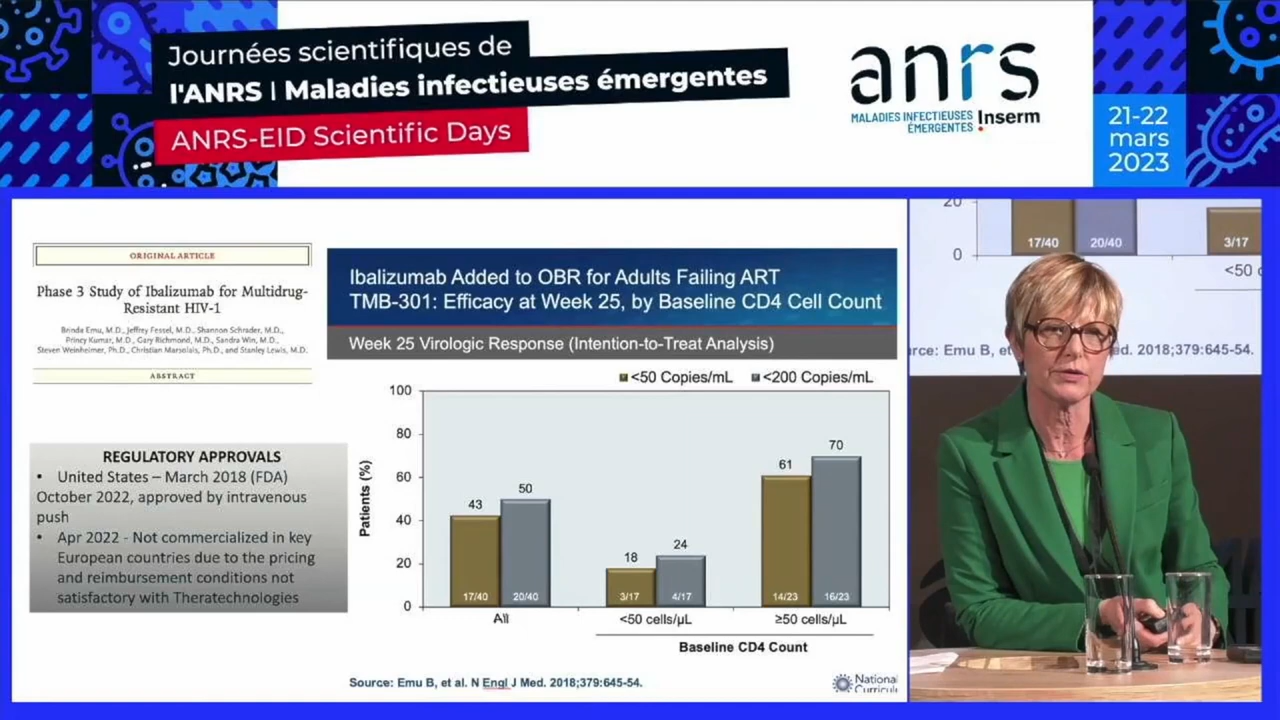 Journées scientifiques de
l'ANRS | Maladies infectieuses émergentes
ANRS-EID Scientific Days
anrs
MALADIES INFECTIEUSES
ÉMERGENTES
Inserm
21-22
mars
2023
ORIGINAL ARTICLE
Phase 3 Study of Ibalizumab for Multidrug-
Resistant HIV-1
Brinda Emu, M.D., Jeffrey Fessel, M.D., Shannon Schrader, M.D.,
Princy Kumar, M.D., Gary Richmond, M.D., Sandra Win, M.D.,
Steven Weinheimer, Ph.D., Christian Marsolais, Ph.D., and Stanley Lewis, M.D.
ABSTRACT
REGULATORY APPROVALS
• United States – March 2018 (FDA)
October 2022, approved by intravenous
push
• Apr 2022 - Not commercialized in key
European countries due to the pricing
and reimbursement conditions not
satisfactory with Theratechnologies
Ibalizumab Added to OBR for Adults Failing ART
TMB-301: Efficacy at Week 25, by Baseline CD4 Cell Count
Week 25 Virologic Response (Intention-to-Treat Analysis)
<50 Copies/mL <200 Copies/mL
Patients (%)
100
80
60
40
20
0
43 50
18 24
61 70
17/40 20/40 3/17 4/17 14/23 16/23
All <50 cells/µL ≥50 cells/µL
Baseline CD4 Count
Source: Emu B, et al. N Engl J Med. 2018;379:645-54.
National
Curricul
20
0
17/40 20/40 3/17
<50 c
rce: Emu B, et
ed. 2018;379:645-54.